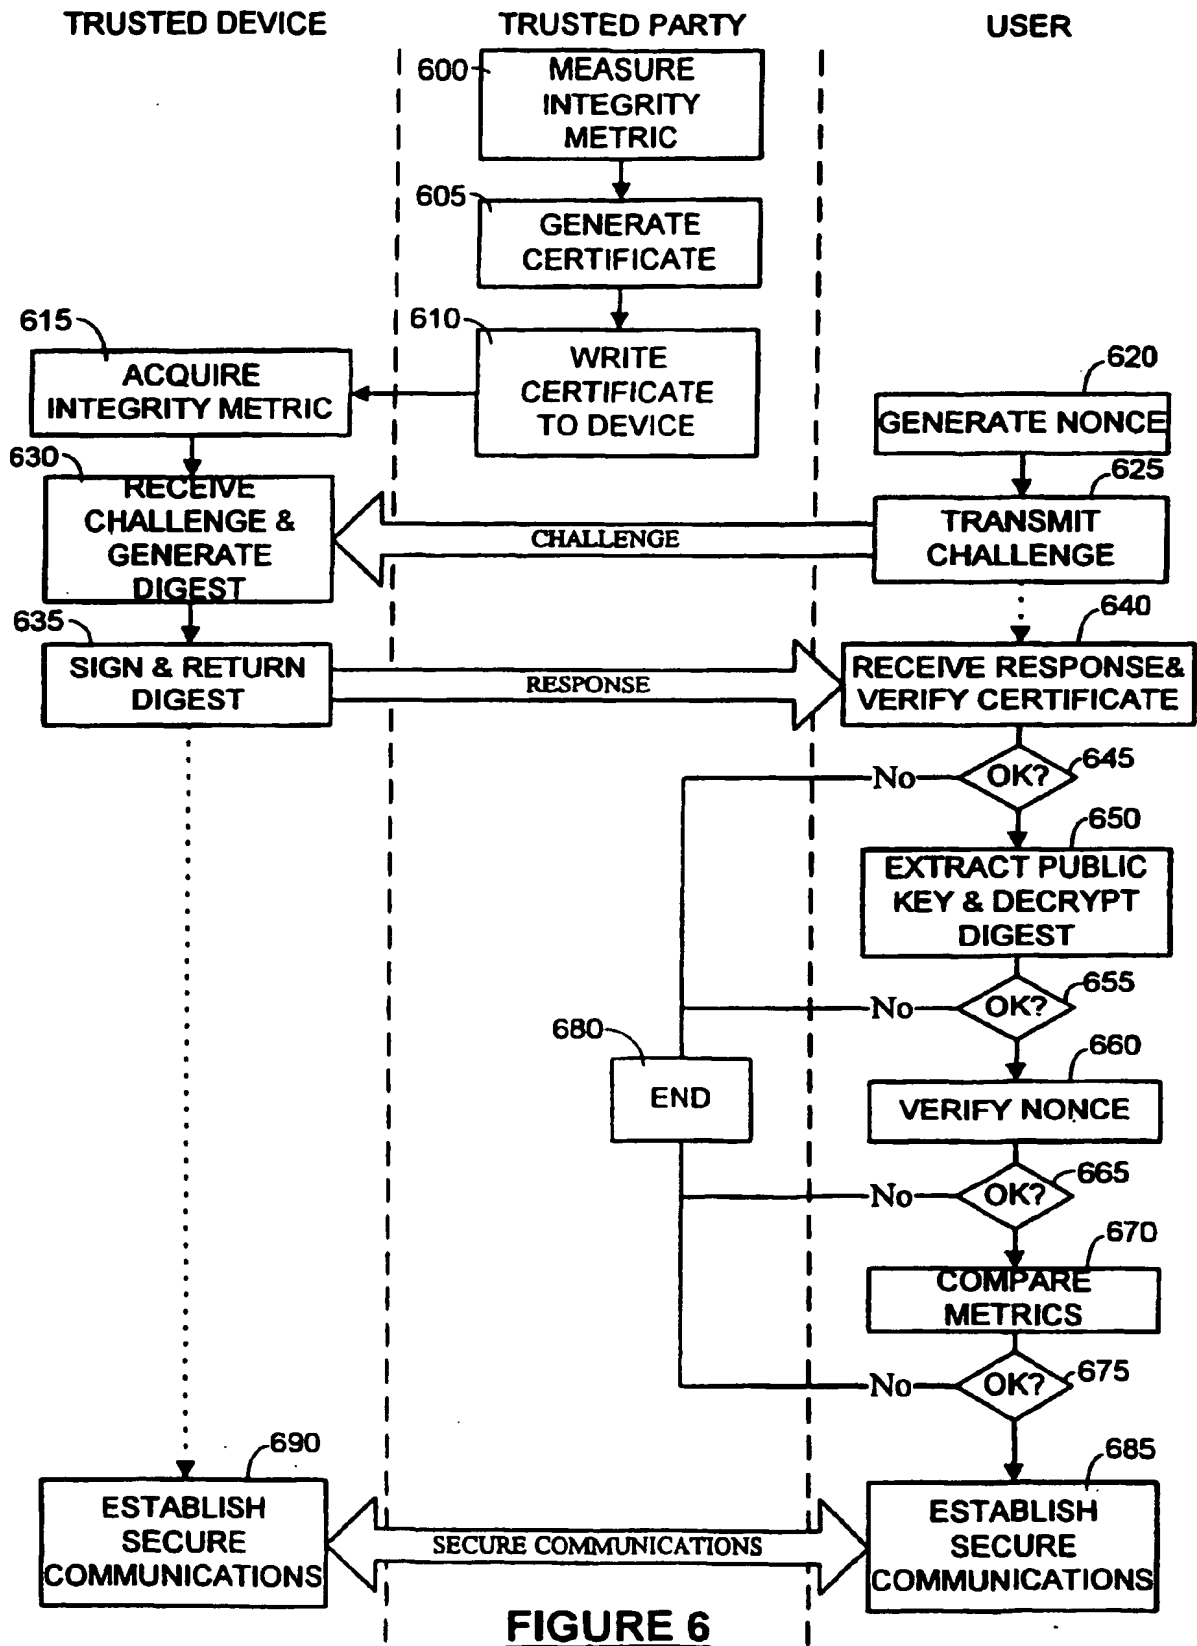 TRUSTED DEVICE
TRUSTED PARTY
USER
600
MEASURE
INTEGRITY
METRIC
605
GENERATE
CERTIFICATE
610
WRITE
CERTIFICATE
TO DEVICE
615
ACQUIRE
INTEGRITY METRIC
620
GENERATE NONCE
625
TRANSMIT
CHALLENGE
CHALLENGE
630
RECEIVE
CHALLENGE &
GENERATE
DIGEST
635
SIGN & RETURN
DIGEST
RESPONSE
640
RECEIVE RESPONSE&
VERIFY CERTIFICATE
OK?
645
No
650
EXTRACT PUBLIC
KEY & DECRYPT
DIGEST
OK?
655
No
680
END
660
VERIFY NONCE
OK?
665
No
670
COMPARE
METRICS
OK?
675
No
690
ESTABLISH
SECURE
COMMUNICATIONS
SECURE COMMUNICATIONS
685
ESTABLISH
SECURE
COMMUNICATIONS
FIGURE 6